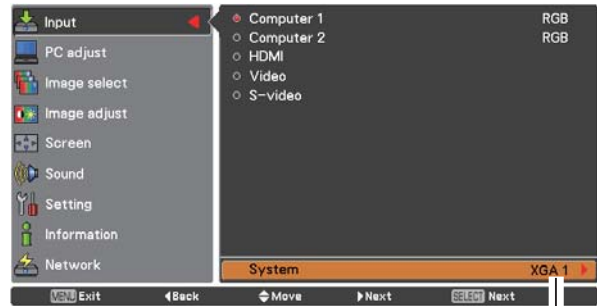 Input
PC adjust
Image select
Image adjust
Screen
Sound
Setting
Information
Network
Computer 1 RGB
Computer 2 RGB
HDMI
Video
S-video
System XGA 1
MENU Exit Back Move Next SELECT Next